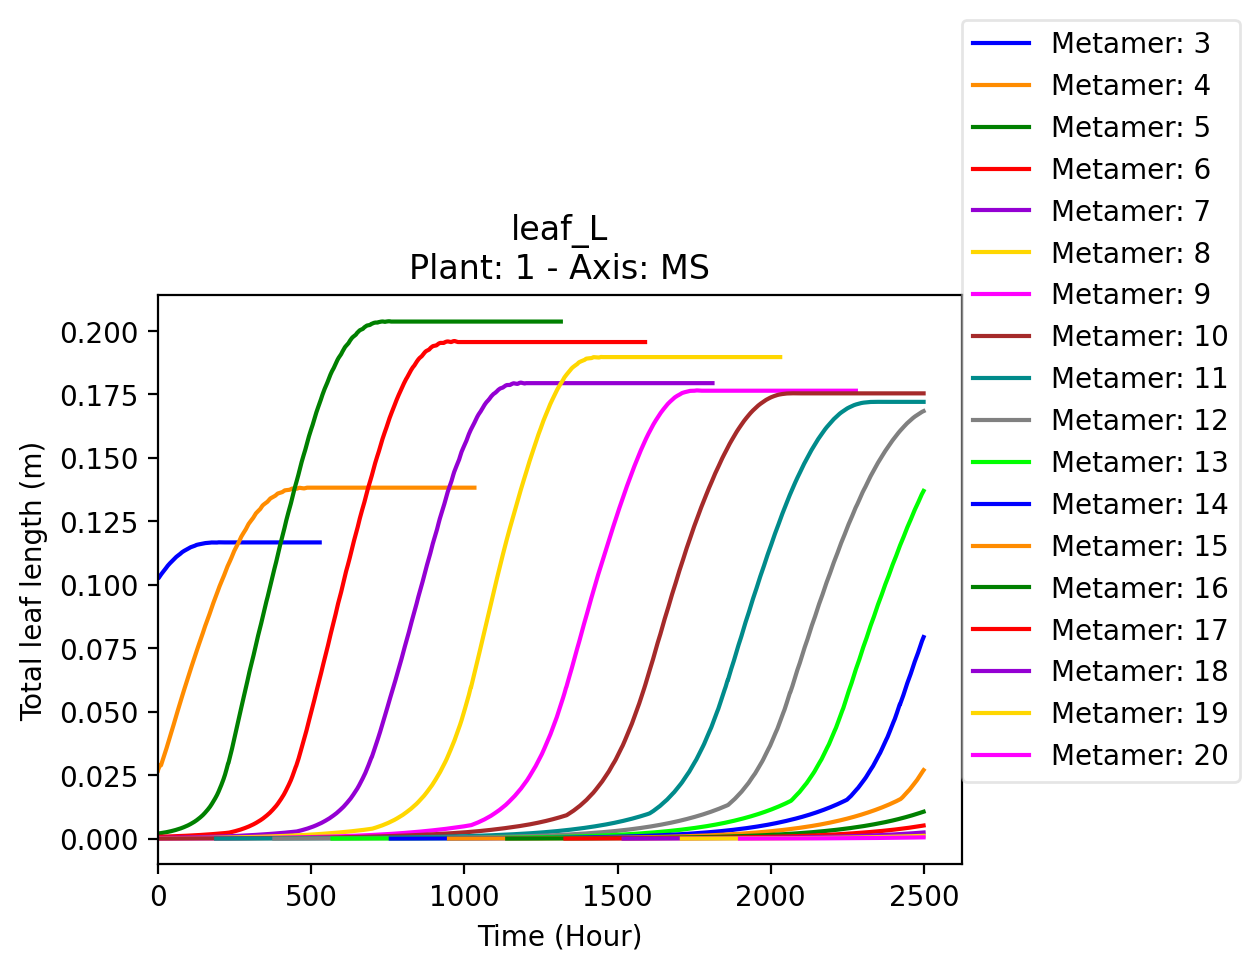 leaf_L
Plant: 1 - Axis: MS
Total leaf length (m)
0.200
0.175
0.150
0.125
0.100
0.075
0.050
0.025
0.000
0 500 1000 1500 2000 2500
Time (Hour)
Metamer: 3
Metamer: 4
Metamer: 5
Metamer: 6
Metamer: 7
Metamer: 8
Metamer: 9
Metamer: 10
Metamer: 11
Metamer: 12
Metamer: 13
Metamer: 14
Metamer: 15
Metamer: 16
Metamer: 17
Metamer: 18
Metamer: 19
Metamer: 20